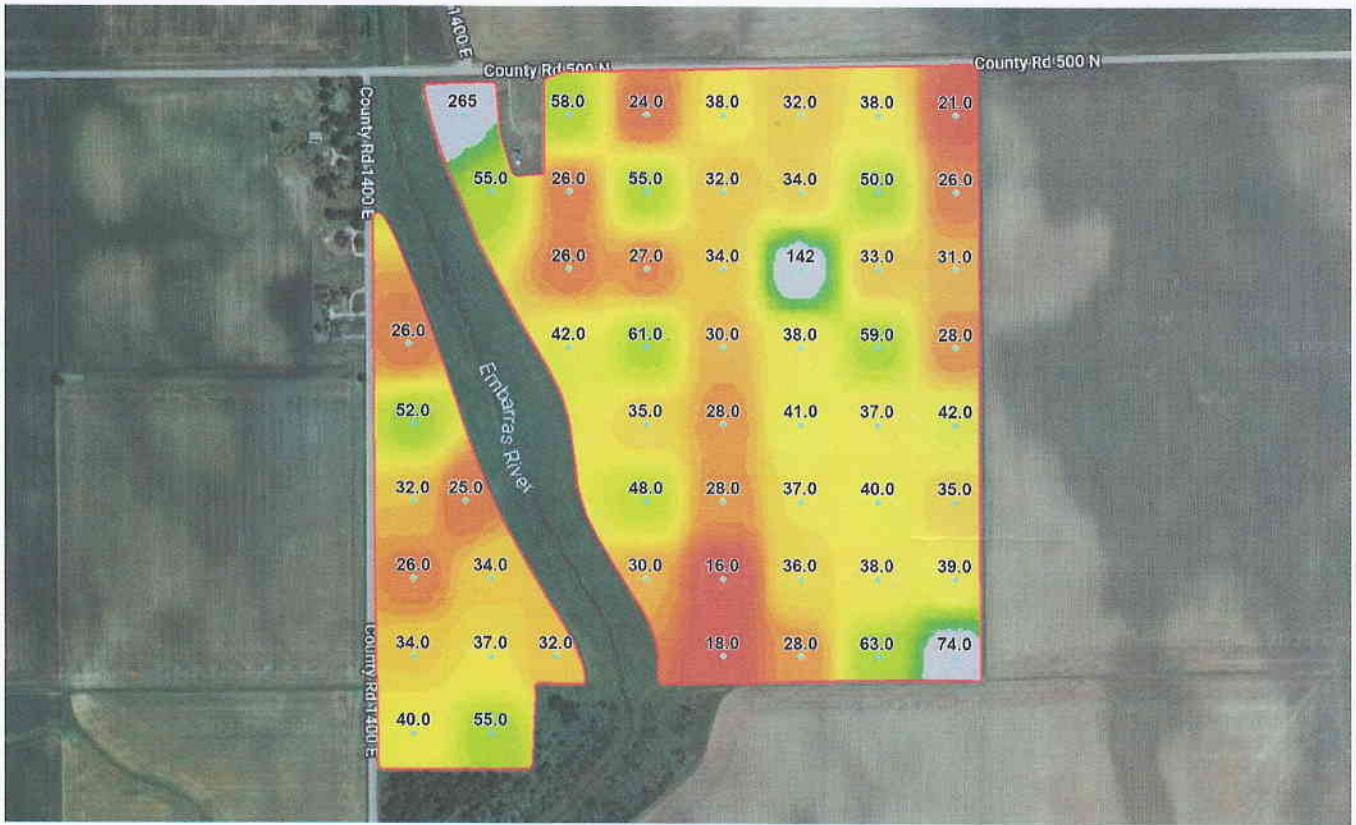 1400 E
County Rd 500 N
County Rd 500 N
County Rd 1400 E
265 58.0 24.0 38.0 32.0 38.0 21.0
55.0 26.0 55.0 32.0 34.0 50.0 26.0
26.0 27.0 34.0 142 33.0 31.0
26.0 42.0 61.0 30.0 38.0 59.0 28.0
Embarras River
52.0 35.0 28.0 41.0 37.0 42.0
32.0 25.0 48.0 28.0 37.0 40.0 35.0
26.0 34.0 30.0 16.0 36.0 38.0 39.0
County Rd 1400 E
34.0 37.0 32.0 18.0 28.0 63.0 74.0
40.0 55.0